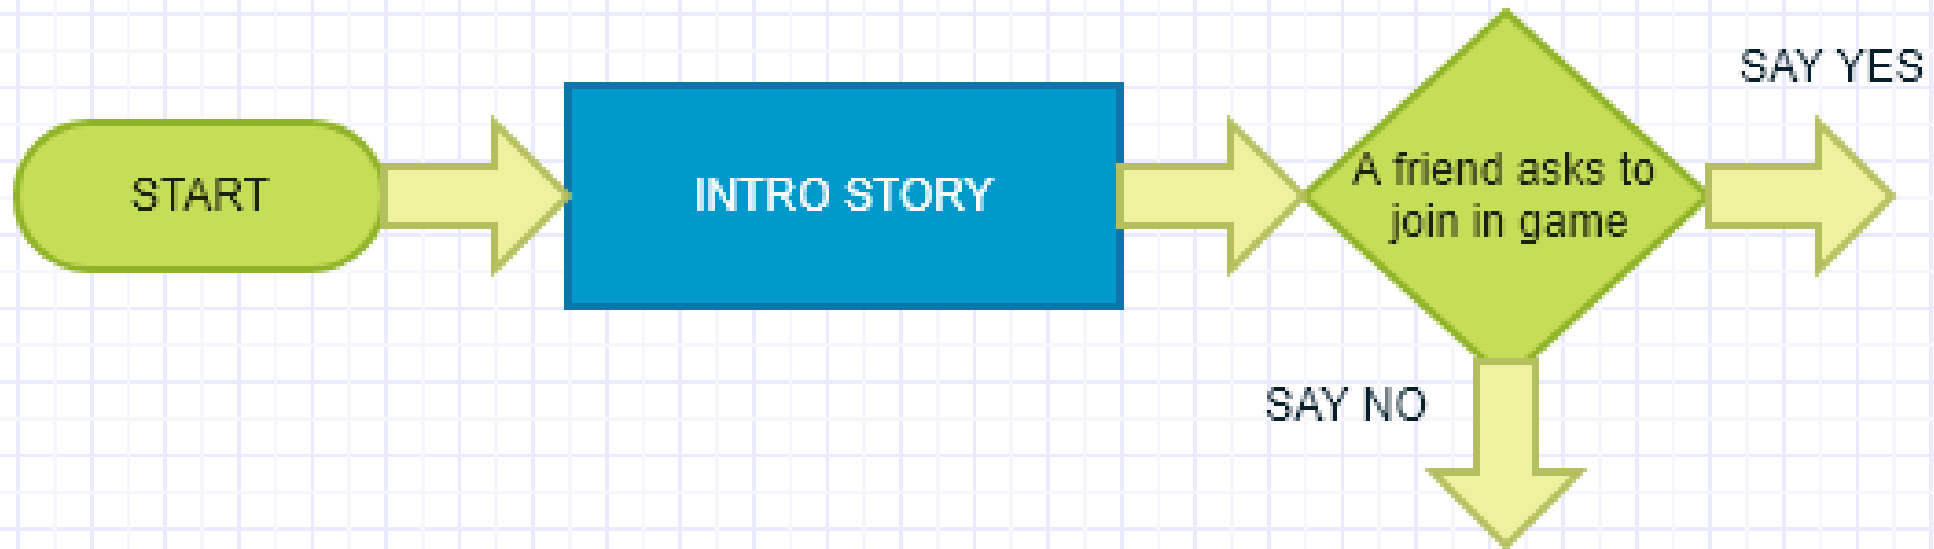 START
INTRO STORY
A friend asks to
join in game
SAY YES
SAY NO